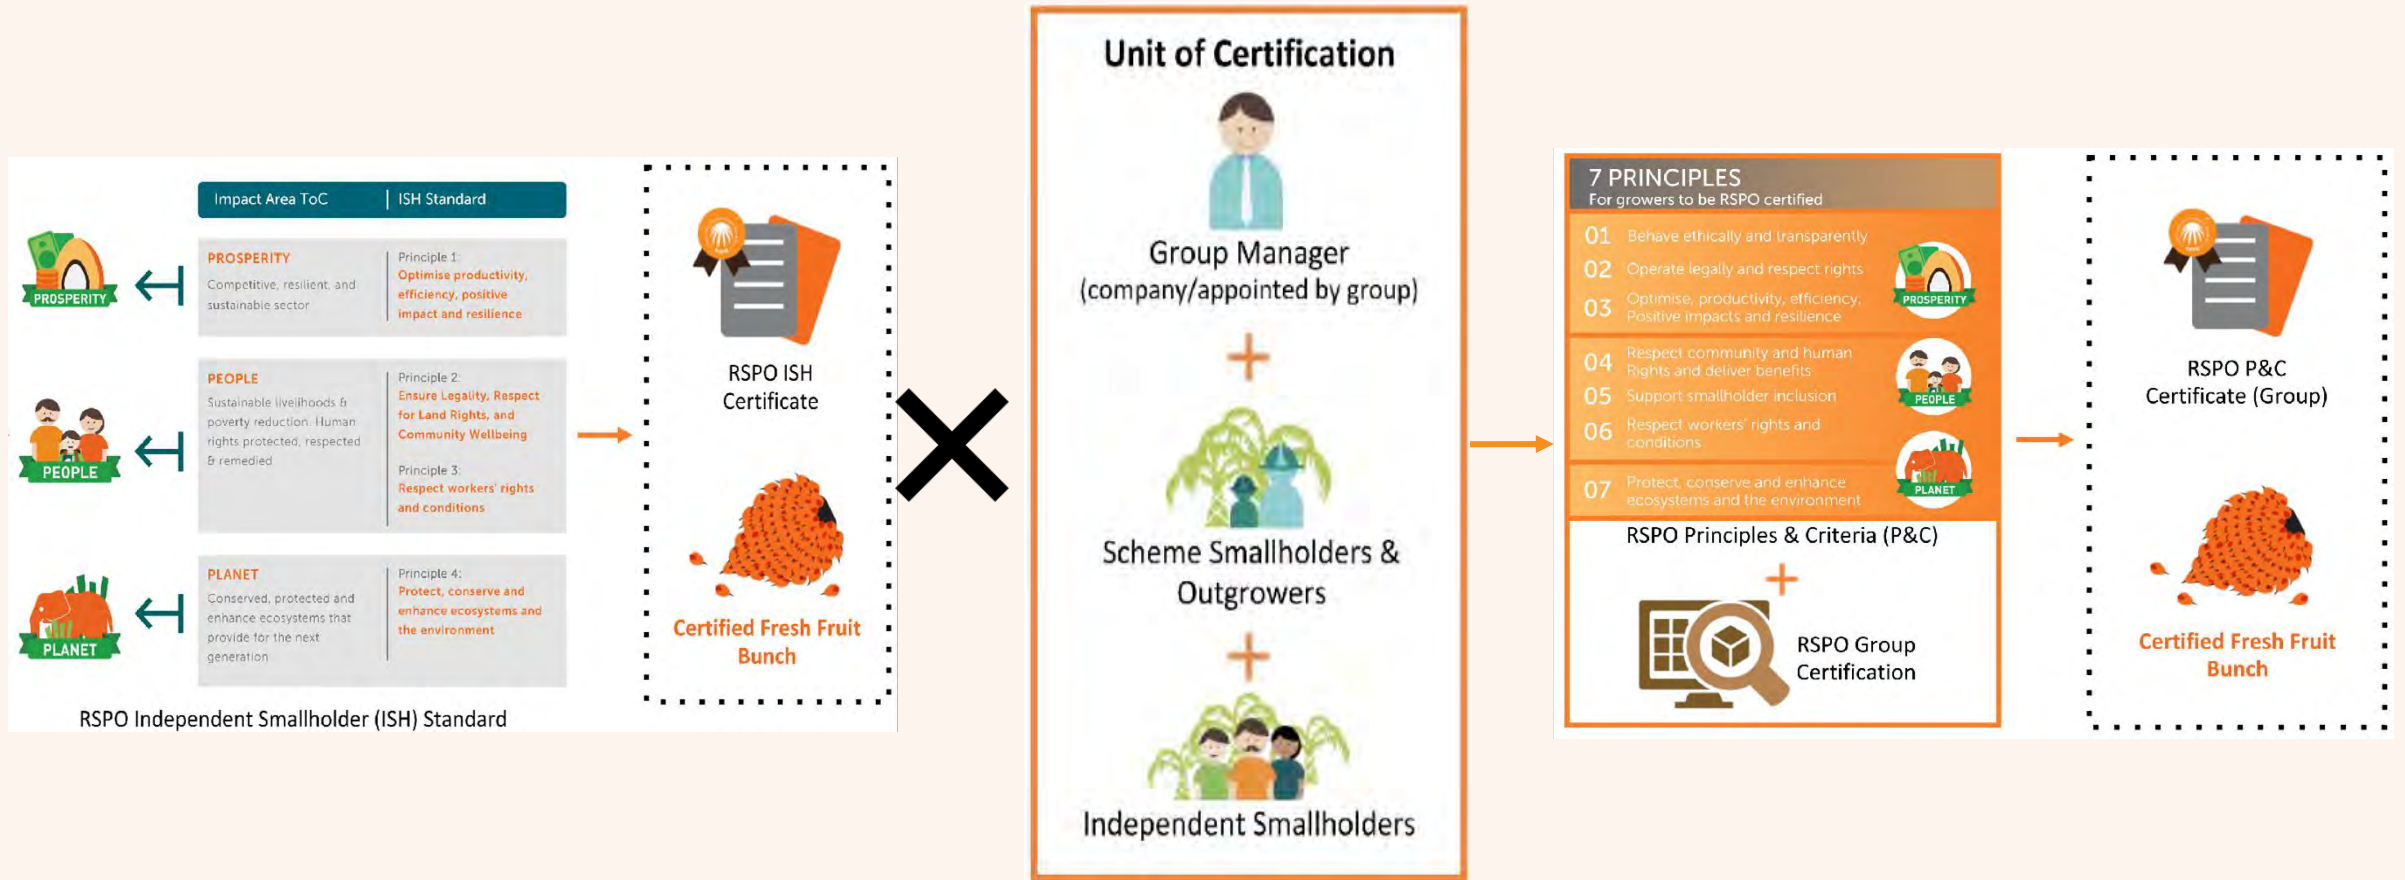 Impact Area ToC
ISH Standard
PROSPERITY
PROSPERITY
Competitive, resilient, and
sustainable sector
Principle 1:
Optimise productivity,
efficiency, positive
impact and resilience
PEOPLE
PEOPLE
Sustainable livelihoods &
poverty reduction. Human
rights protected, respected
& remedied
Principle 2:
Ensure Legality, Respect
for Land Rights, and
Community Wellbeing
Principle 3:
Respect workers' rights
and conditions
PLANET
PLANET
Conserved, protected and
enhance ecosystems that
provide for the next
generation
Principle 4:
Protect, conserve and
enhance ecosystems and
the environment
RSPO Independent Smallholder (ISH) Standard
RSPO ISH
Certificate
Certified Fresh Fruit
Bunch
Unit of Certification
Group Manager
(company/appointed by group)
Scheme Smallholders &
Outgrowers
Independent Smallholders
7 PRINCIPLES
For growers to be RSPO certified
01 Behave ethically and transparently
02 Operate legally and respect rights
03 Optimise, productivity, efficiency,
Positive impacts and resilience
PROSPERITY
04 Respect community and human
Rights and deliver benefits
05 Support smallholder inclusion
06 Respect workers' rights and
conditions
PEOPLE
07 Protect, conserve and enhance
ecosystems and the environment
PLANET
RSPO Principles & Criteria (P&C)
RSPO Group
Certification
RSPO P&C
Certificate (Group)
Certified Fresh Fruit
Bunch